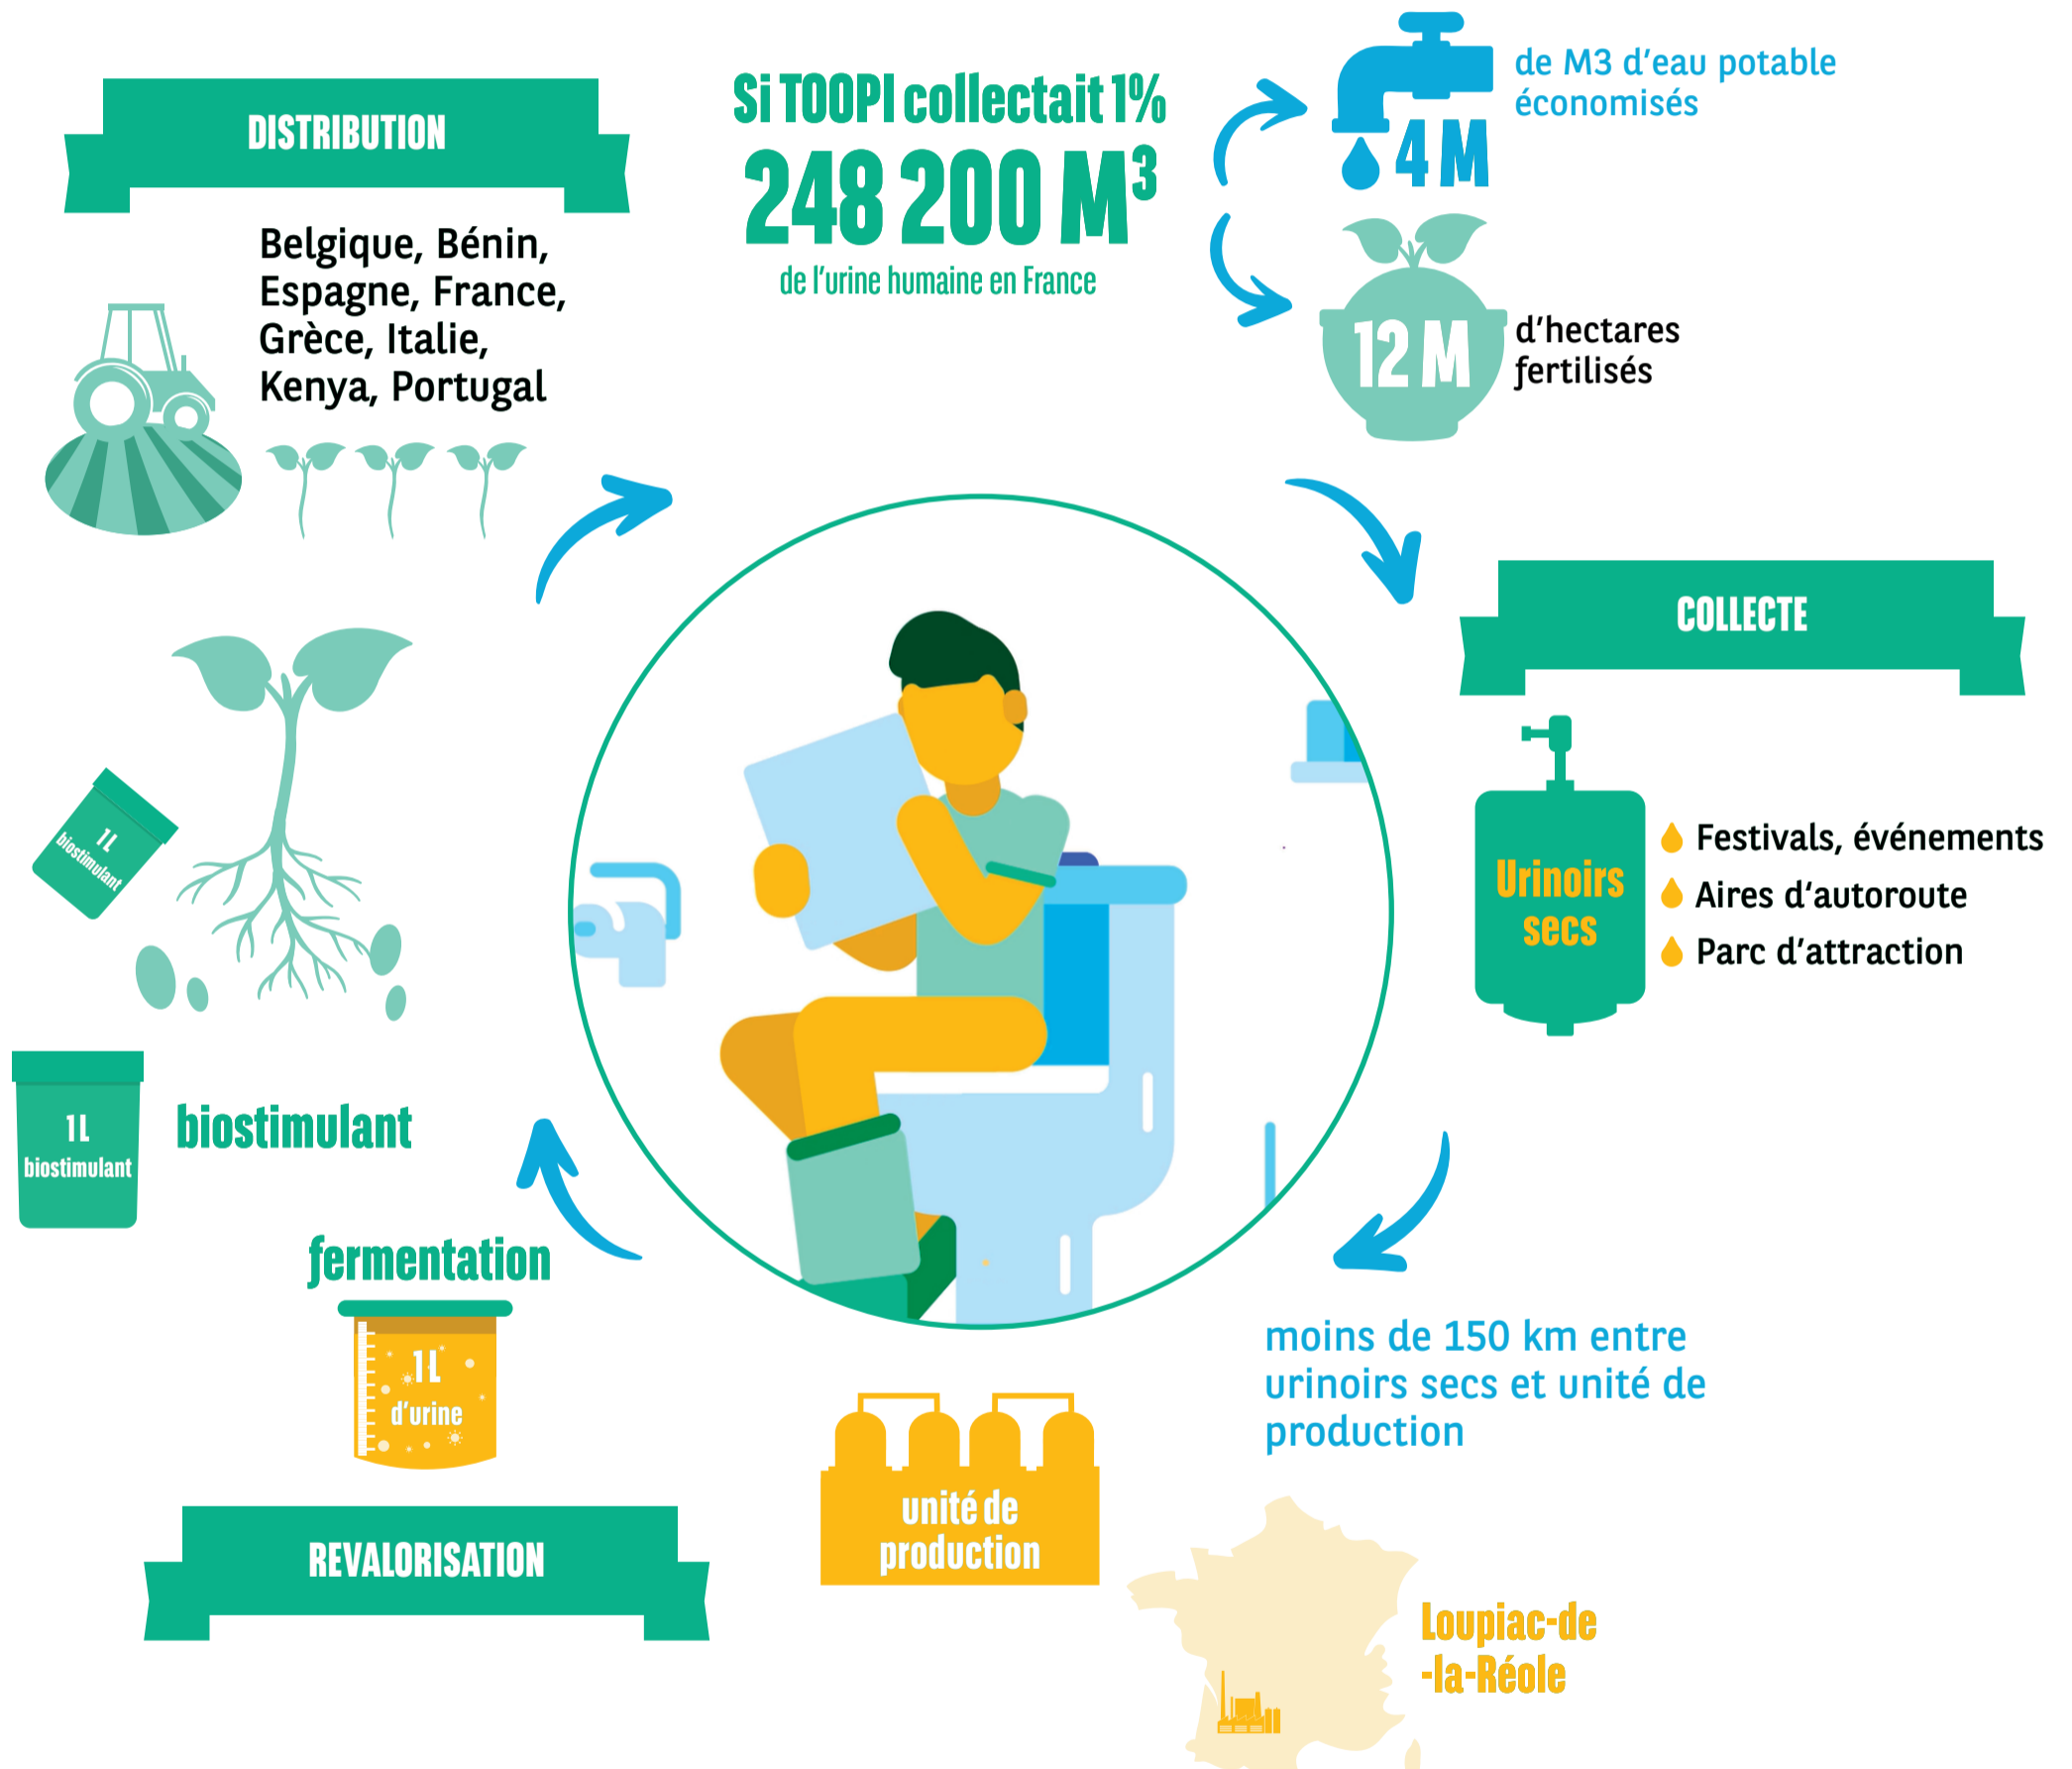 DISTRIBUTION
Belgique, Bénin,
Espagne, France,
Grèce, Italie,
Kenya, Portugal
Si TOOPI collectait 1%
248 200 M³
de l'urine humaine en France
de M3 d'eau potable
économisés
4 M
12 M
d'hectares
fertilisés
COLLECTE
Urinoirs
secs
Festivals, événements
Aires d'autoroute
Parc d'attraction
moins de 150 km entre
urinoirs secs et unité de
production
Loupiac-de
-la-Réole
unité de
production
REVALORISATION
fermentation
1 L
d'urine
biostimulant
1 L
biostimulant
1 L
biostimulant